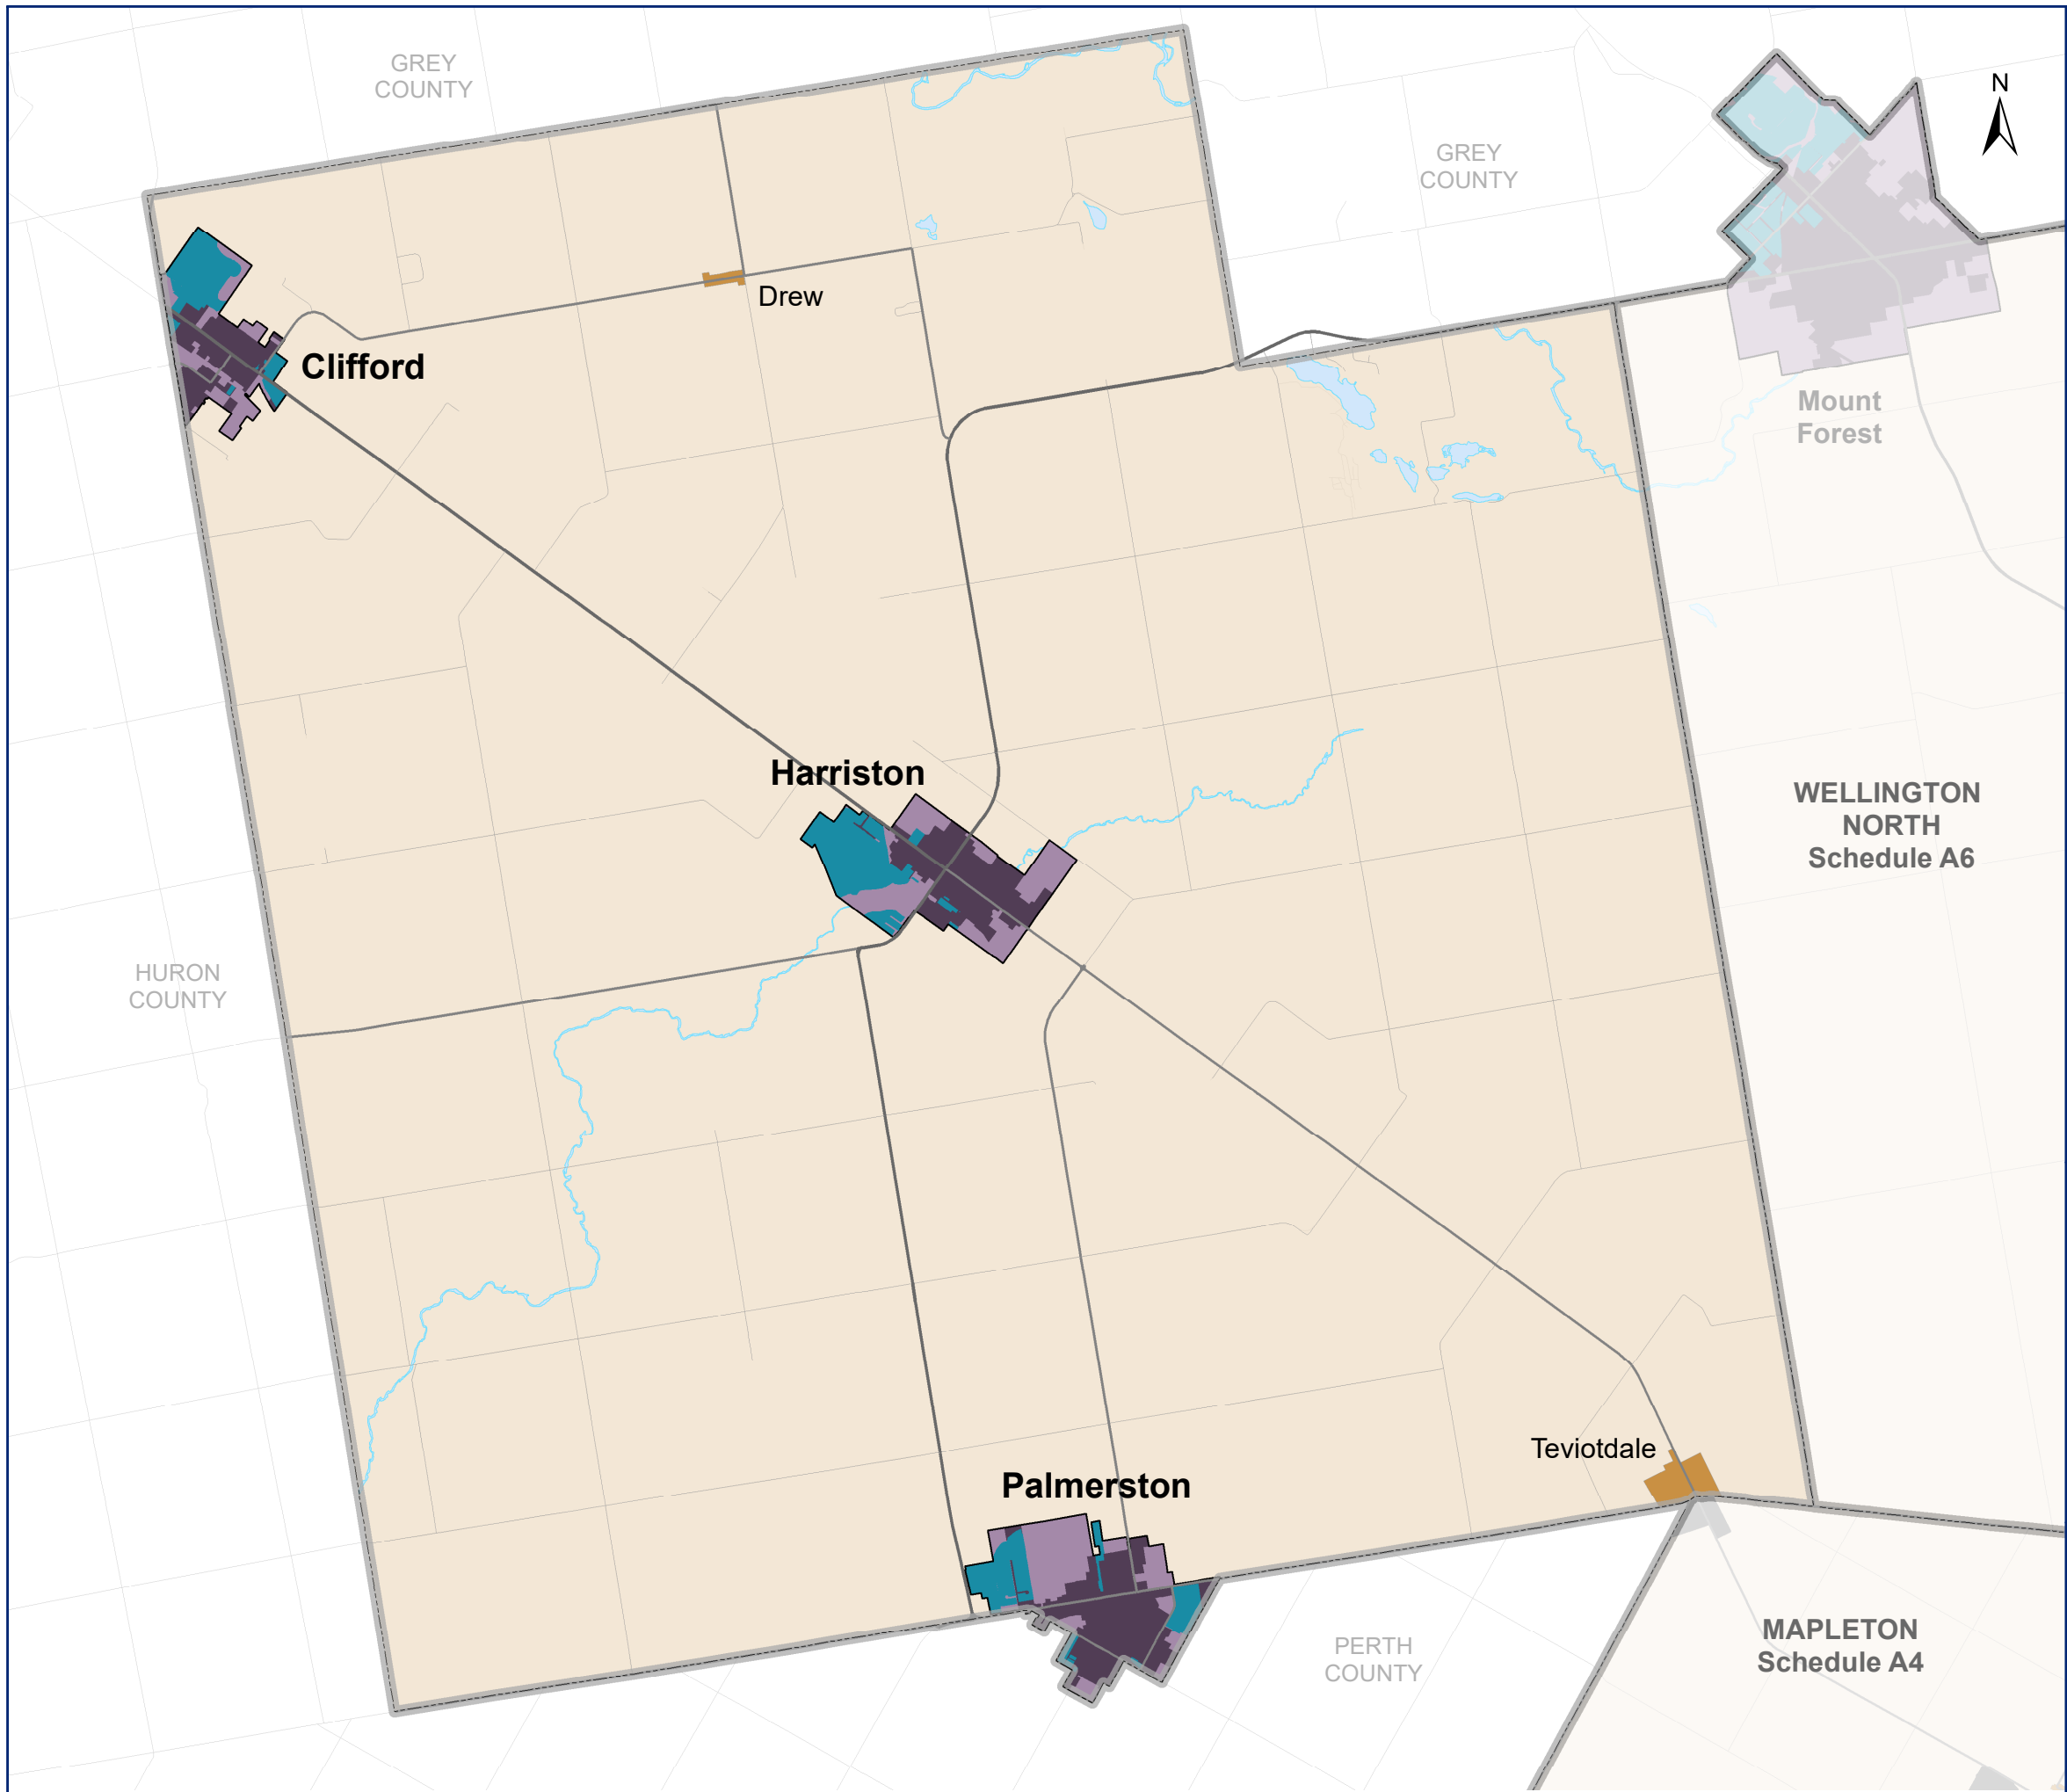 GREY
COUNTY
N
GREY
COUNTY
Drew
Clifford
Mount
Forest
Harriston
WELLINGTON
NORTH
Schedule A6
HURON
COUNTY
Teviotdale
Palmerston
PERTH
COUNTY
MAPLETON
Schedule A4